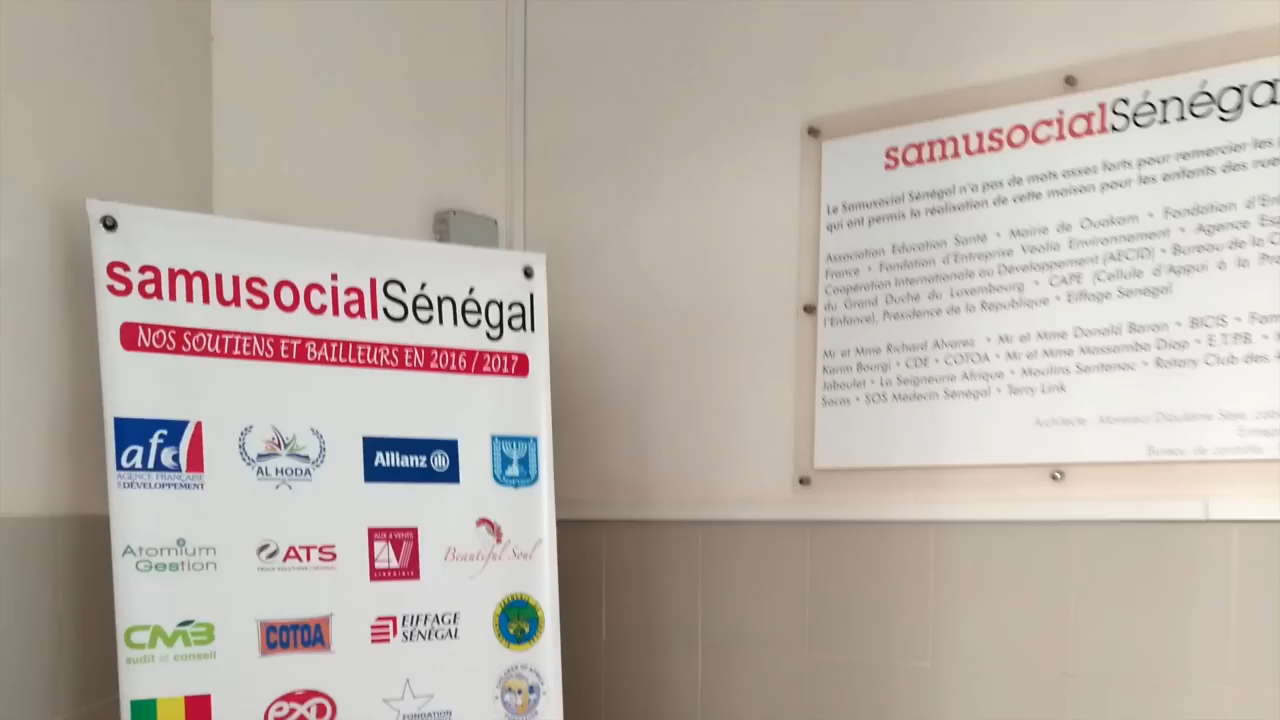 samusocialSénégal
NOS SOUTIENS ET BAILLEURS EN 2016 / 2017
afd
AGENCE FRANÇAISE
DE DÉVELOPPEMENT
AL HODA
Allianz
Atomium
Gestion
ATS
AUX 4 VENTS
LIBRAIRIE
Beautiful Soul
CMB
audit et conseil
COTOA
EIFFAGE
SÉNÉGAL
exp
FONDATION
samusocialSénéga
Le Samusocial Sénégal n'a pas de mots assez forts pour remercier les
qui ont permis la réalisation de cette maison pour les enfants des rues
Association Education Santé • Mairie de Ouakam • Fondation d'En
France • Fondation d'Entreprise Veolia Environnement • Agence Es
Coopération Internationale au Développement (AECID) • Bureau de la C
du Grand Duché du Luxembourg • CAPE (Cellule d'Appui à la Pro
l'Enfance), Présidence de la République • Eiffage Sénégal
Mr et Mme Richard Alvarez • Mr et Mme Donald Baron • BICIS • Fam
Karim Bourgi • CDE • COTOA • Mr et Mme Massamba Diop • E.T.P.B. •
Jaboulet • La Seigneurie Afrique • Moulins Sentenac • Rotary Club des
Socas • SOS Médecin Sénégal • Terry Link
Architecte : Monsieur